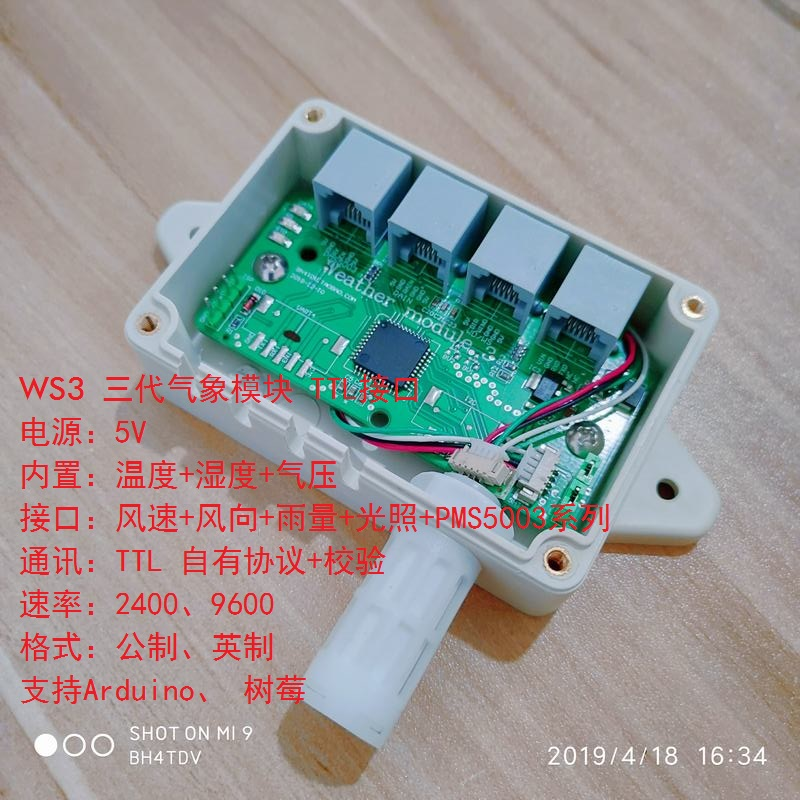 Weather module
WS3 三代气象模块 TTL接口
电源：5V
内置：温度+湿度+气压
接口：风速+风向+雨量+光照+PMS5003系列
通讯：TTL 自有协议+校验
速率：2400、9600
格式：公制、英制
支持Arduino、 树莓
SHOT ON MI 9
BH4TDV
2019/4/18 16:34